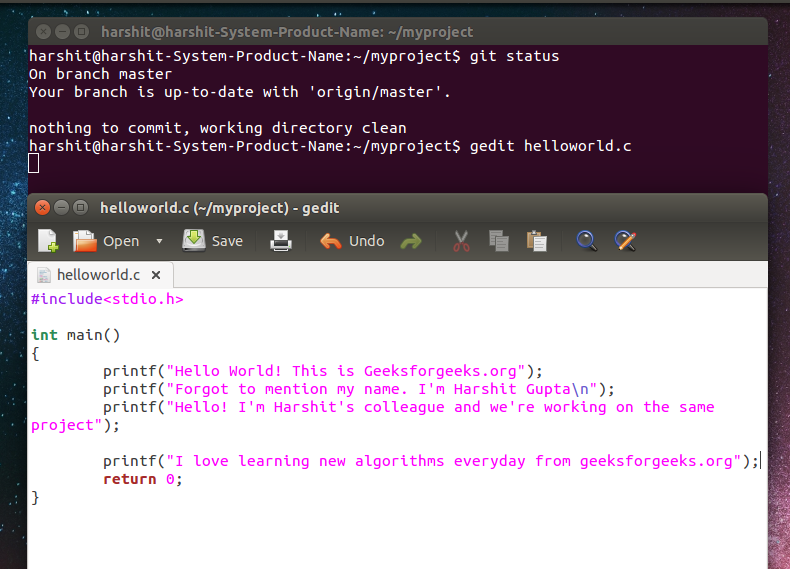 harshit@harshit-System-Product-Name: ~/myproject
harshit@harshit-System-Product-Name:~/myproject$ git status
On branch master
Your branch is up-to-date with 'origin/master'.
nothing to commit, working directory clean
harshit@harshit-System-Product-Name:~/myproject$ gedit helloworld.c
helloworld.c (~/myproject) - gedit
Open Save Undo
helloworld.c
#include<stdio.h>
int main()
{
        printf("Hello World! This is Geeksforgeeks.org");
        printf("Forgot to mention my name. I'm Harshit Gupta\n");
        printf("Hello! I'm Harshit's colleague and we're working on the same
project");
        printf("I love learning new algorithms everyday from geeksforgeeks.org");
        return 0;
}